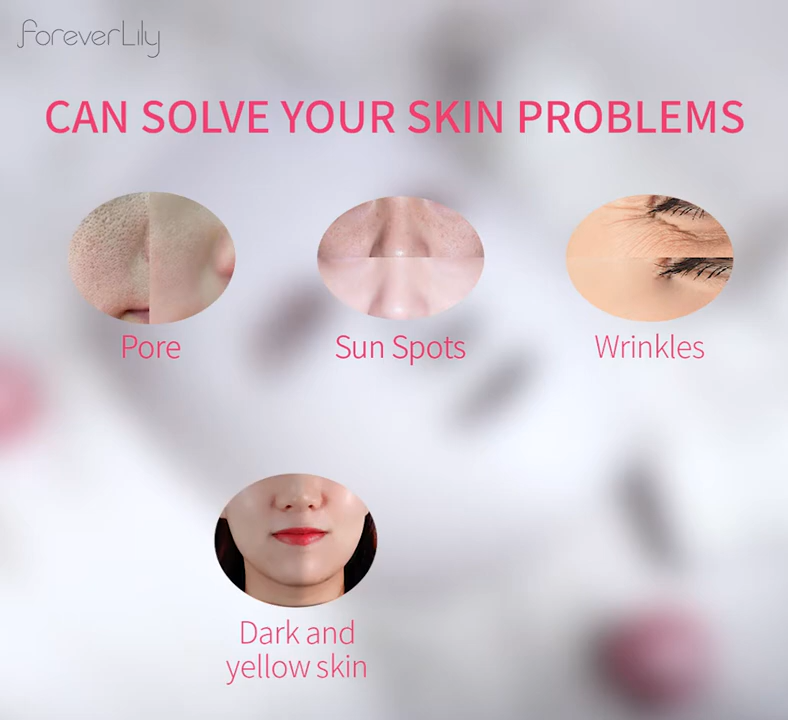 foreverLily
CAN SOLVE YOUR SKIN PROBLEMS
Pore
Sun Spots
Wrinkles
Dark and
yellow skin